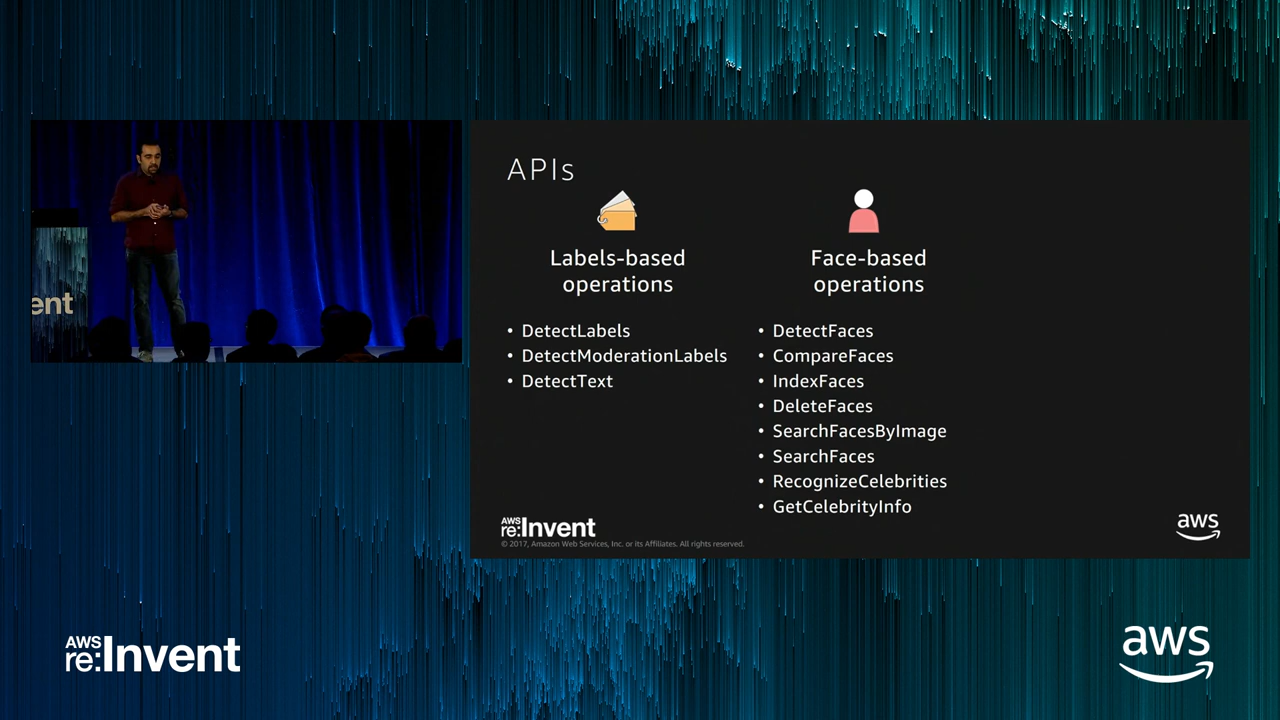 APIs
Labels-based
operations
• DetectLabels
• DetectModerationLabels
• DetectText
Face-based
operations
• DetectFaces
• CompareFaces
• IndexFaces
• DeleteFaces
• SearchFacesByImage
• SearchFaces
• RecognizeCelebrities
• GetCelebrityInfo
ent
AWS
re:Invent
© 2017, Amazon Web Services, Inc. or its Affiliates. All rights reserved.
aws
AWS
re:Invent
aws